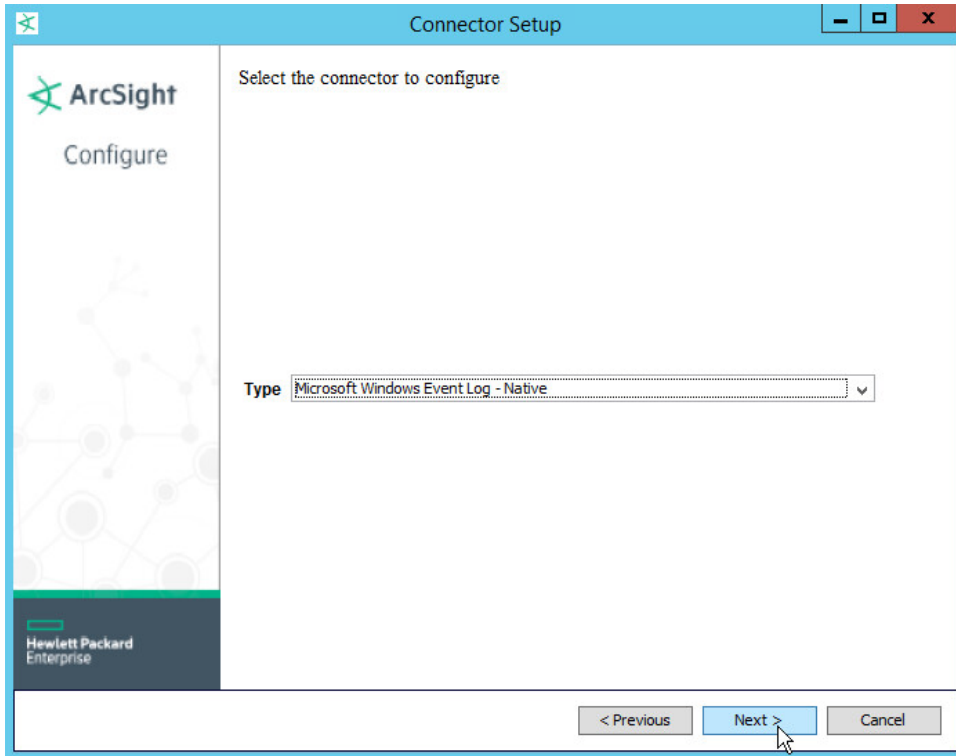 Connector Setup
ArcSight
Configure
Select the connector to configure
Type Microsoft Windows Event Log - Native
Hewlett Packard
Enterprise
< Previous Next > Cancel